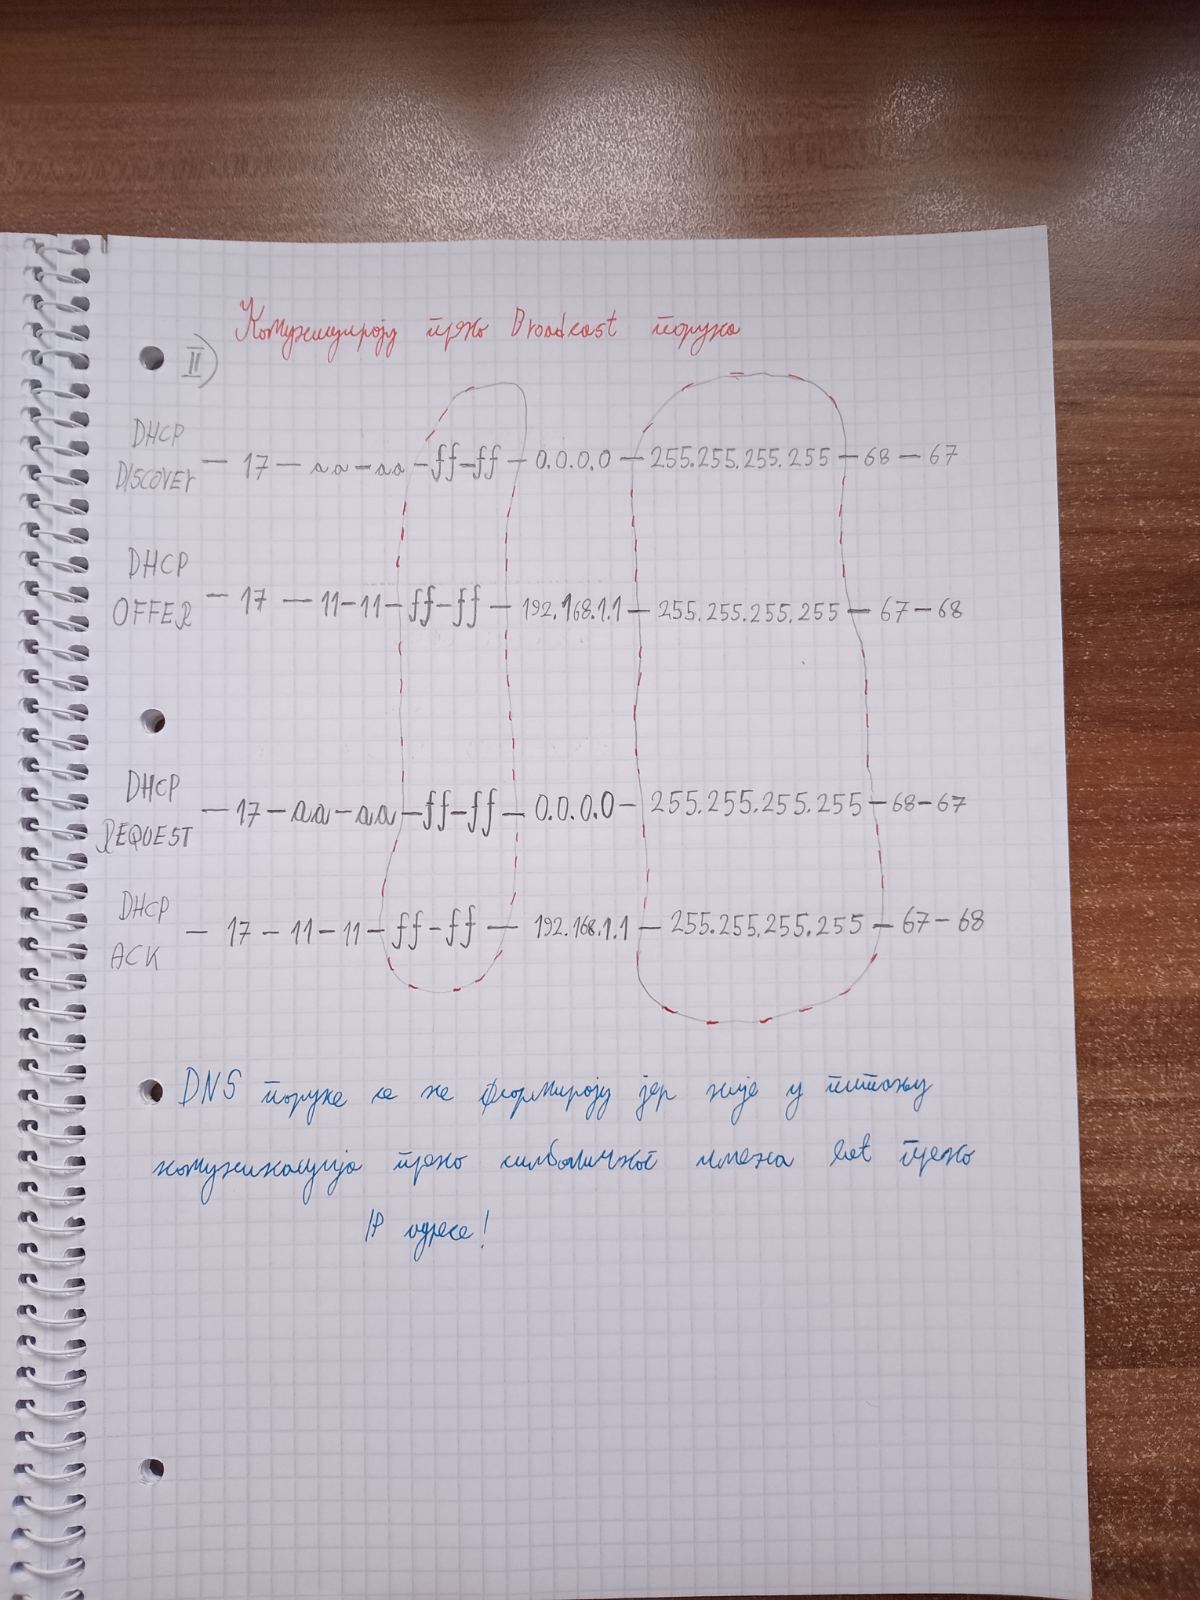 Комуницирају преко Broadcast порука
II)
DHCP DISCOVER — 17 — aa — aa — ff — ff — 0.0.0.0 — 255.255.255.255 — 68 — 67
DHCP OFFER — 17 — 11 — 11 — ff — ff — 192.168.1.1 — 255.255.255.255 — 67 — 68
DHCP REQUEST — 17 — aa — aa — ff — ff — 0.0.0.0 — 255.255.255.255 — 68 — 67
DHCP ACK — 17 — 11 — 11 — ff — ff — 192.168.1.1 — 255.255.255.255 — 67 — 68
DNS поруке се не формирају јер није у питању
комуникација преко симболичног имена већ преко
IP адресе!